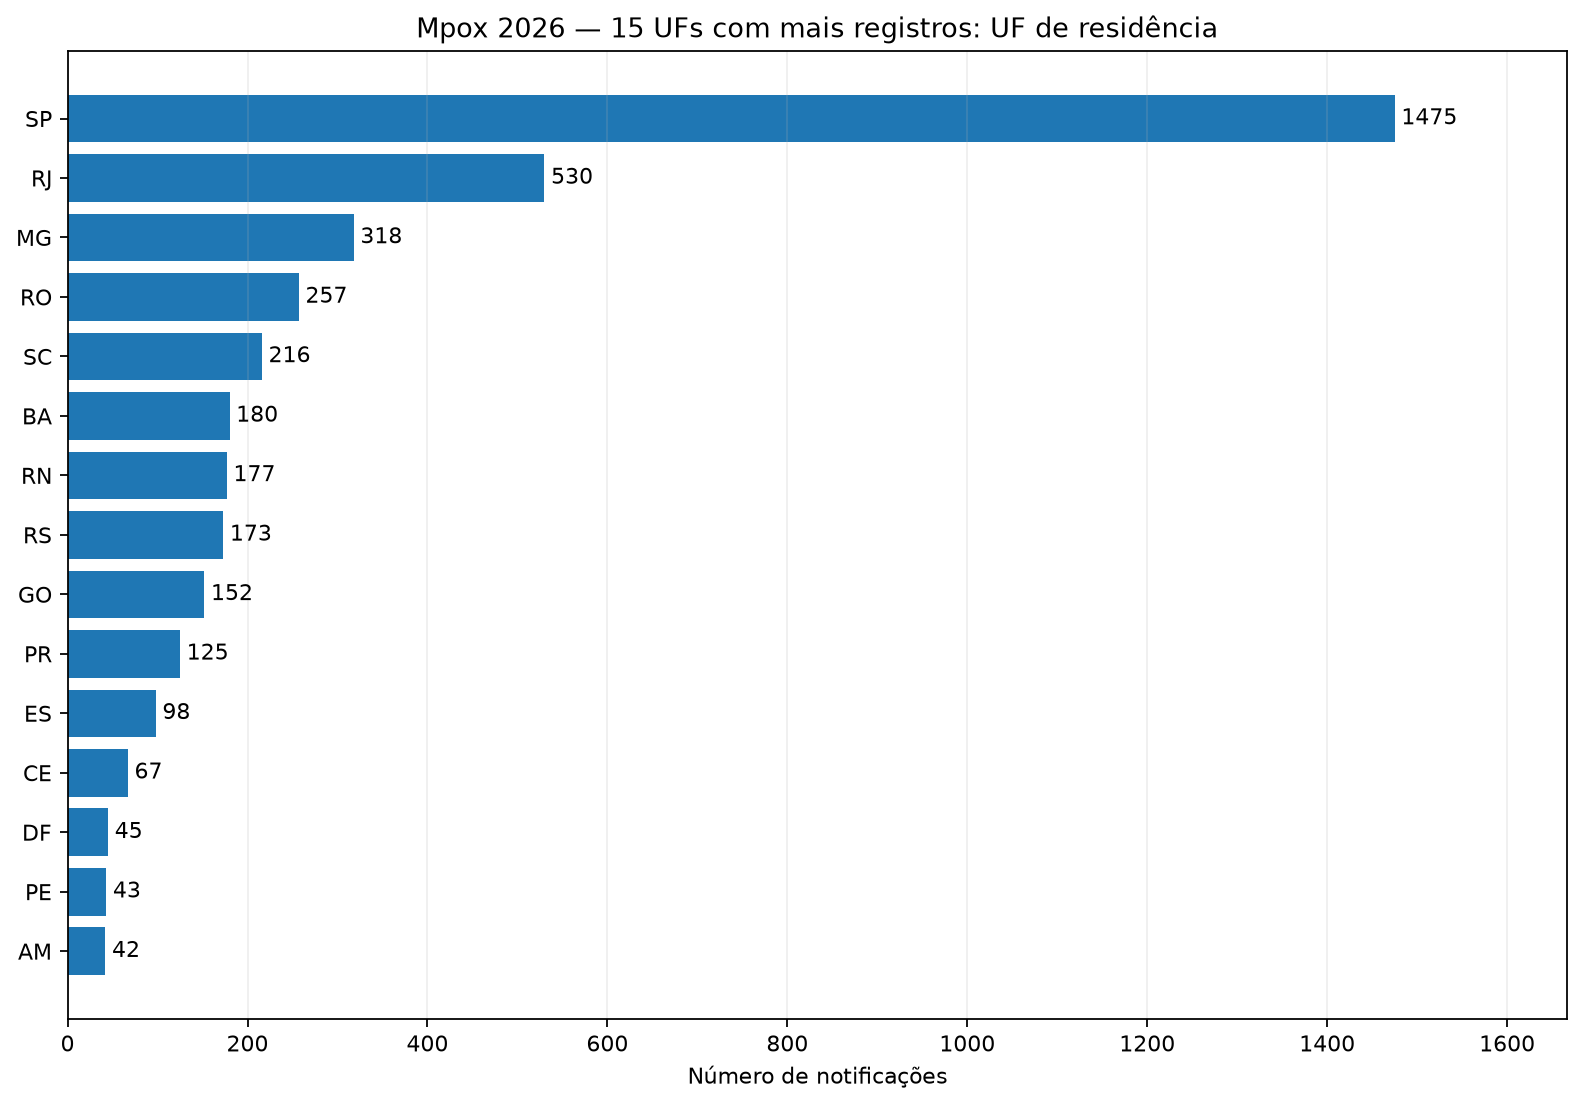 Mpox 2026 — 15 UFs com mais registros: UF de residência
SP 1475
RJ 530
MG 318
RO 257
SC 216
BA 180
RN 177
RS 173
GO 152
PR 125
ES 98
CE 67
DF 45
PE 43
AM 42
0 200 400 600 800 1000 1200 1400 1600
Número de notificações